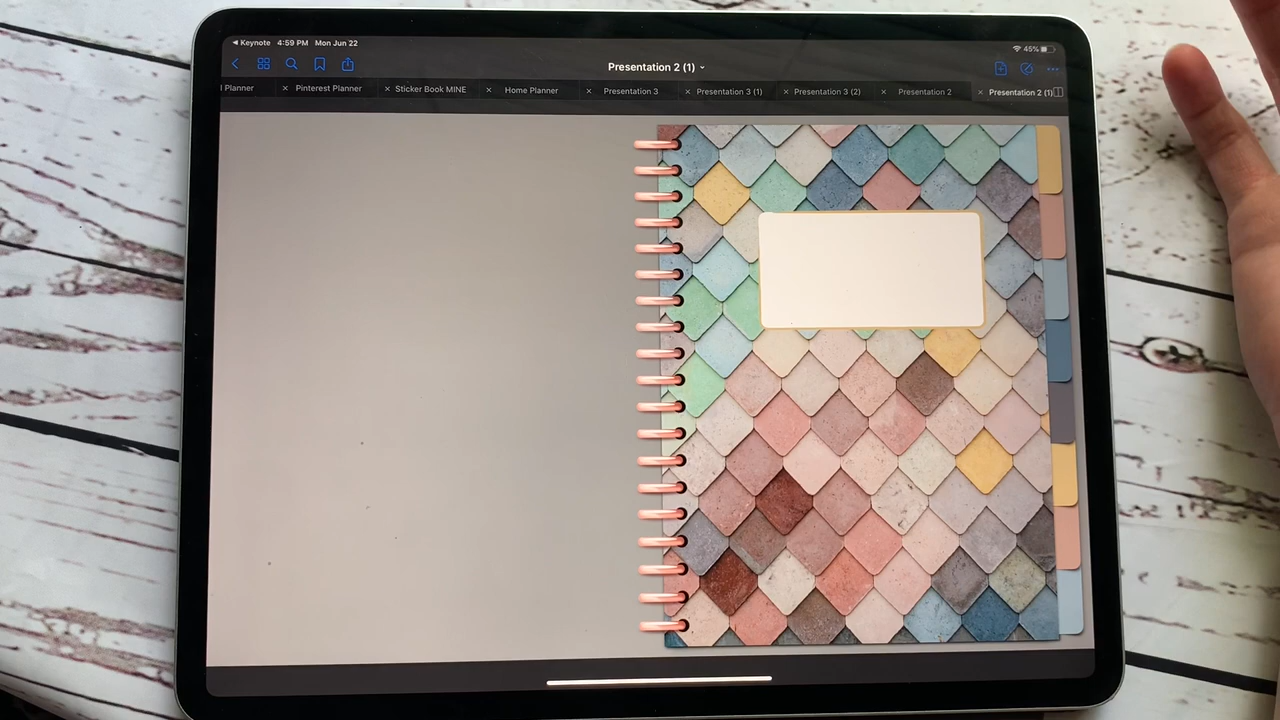 ◀ Keynote 4:59 PM Mon Jun 22
45%
Presentation 2 (1)
Planner
Pinterest Planner
Sticker Book MINE
Home Planner
Presentation 3
Presentation 3 (1)
Presentation 3 (2)
Presentation 2
Presentation 2 (1)